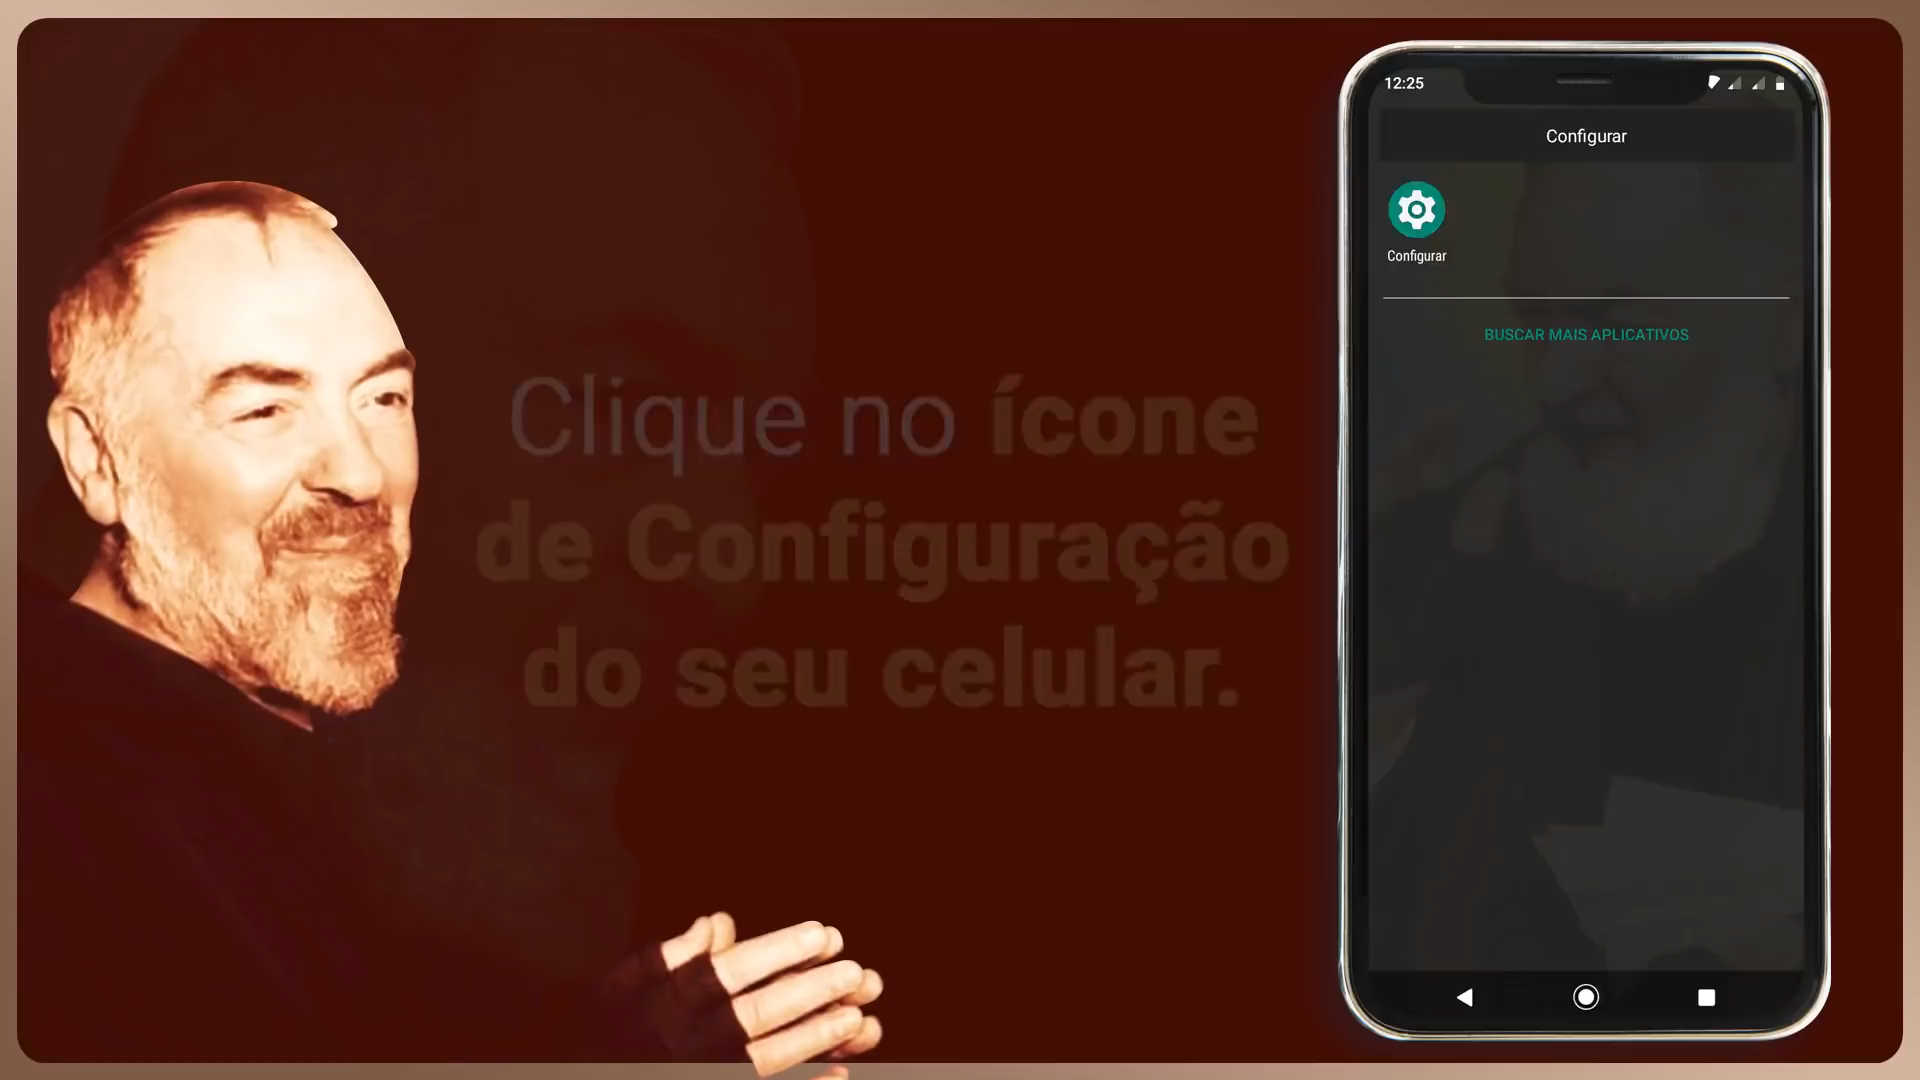 Clique no ícone
de Configuração
do seu celular.
12:25
Configurar
Configurar
BUSCAR MAIS APLICATIVOS